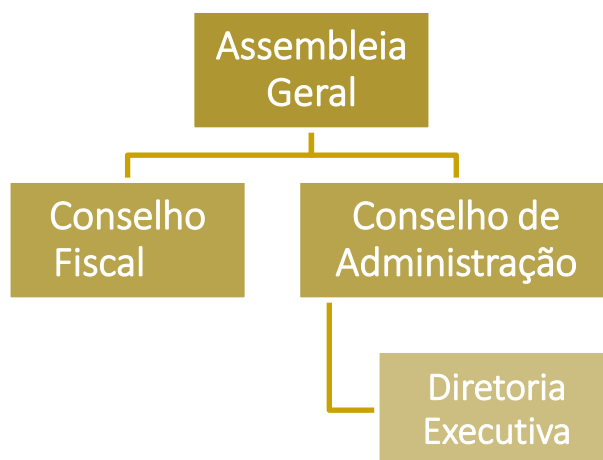 Assembleia
Geral
Conselho
Fiscal
Conselho de
Administração
Diretoria
Executiva